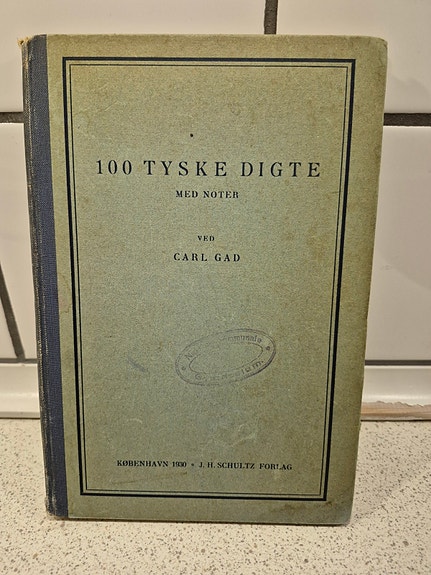 100 TYSKE DIGTE
MED NOTER
VED
CARL GAD
KØBENHAVN 1930 • J. H. SCHULTZ FORLAG